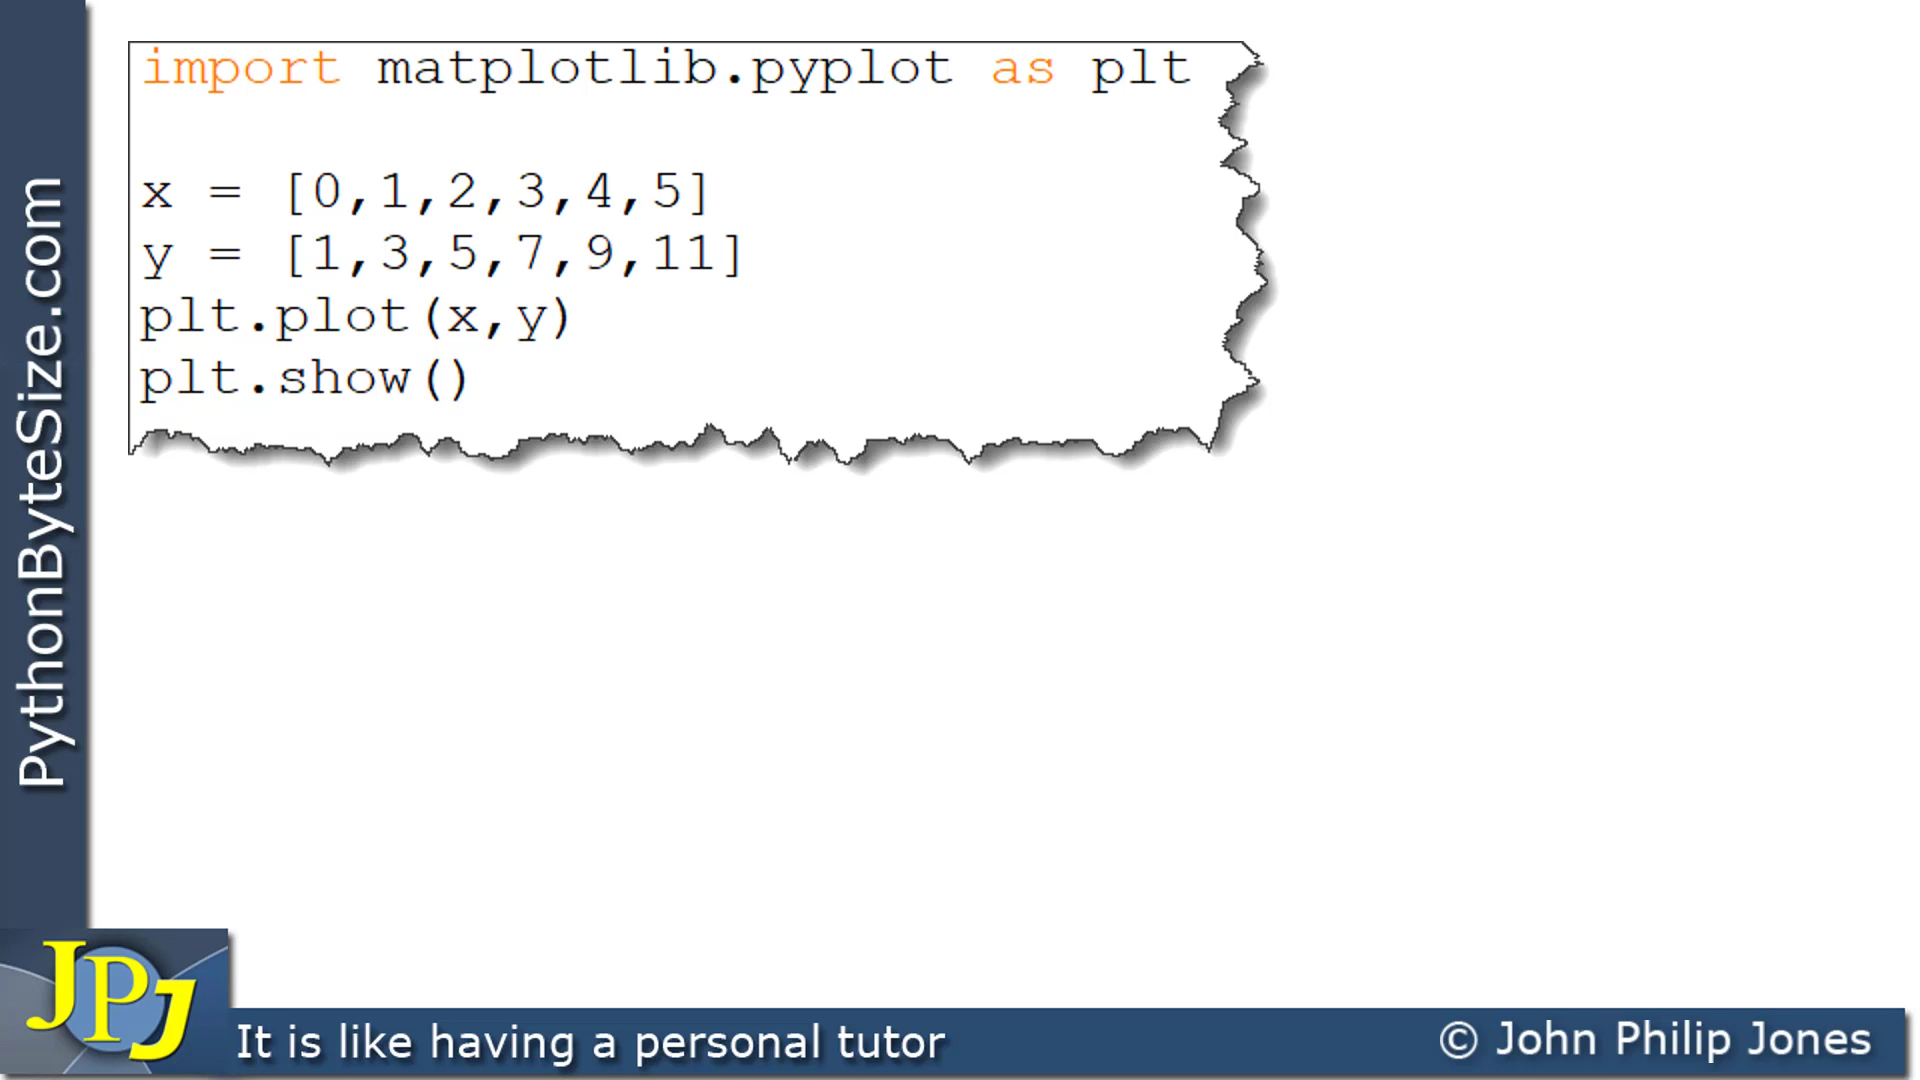 import matplotlib.pyplot as plt
x = [0,1,2,3,4,5]
y = [1,3,5,7,9,11]
plt.plot(x,y)
plt.show()
PythonByteSize.com
JPJ
It is like having a personal tutor
© John Philip Jones